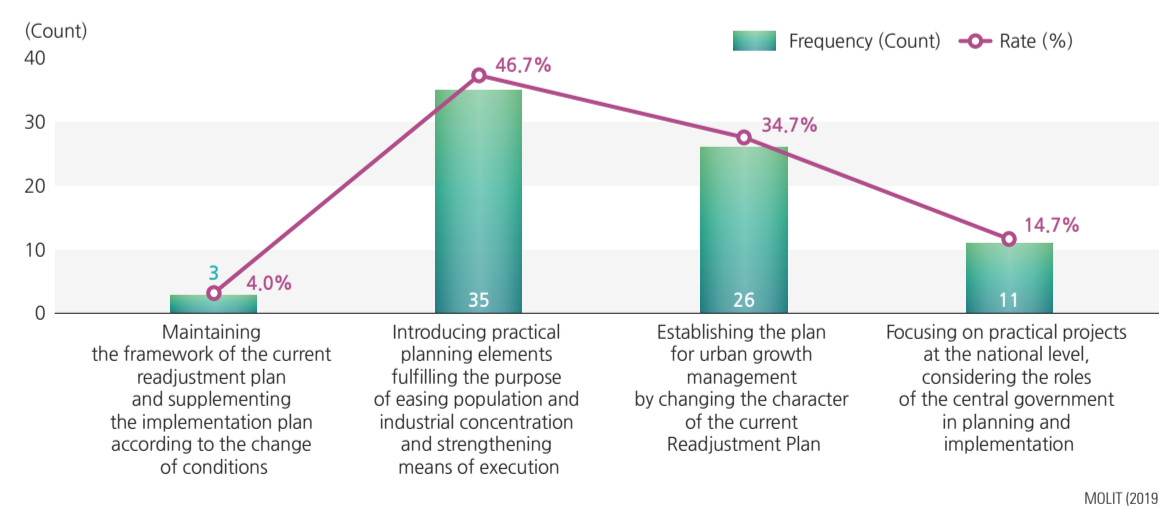 (Count)
Frequency (Count)
Rate (%)
40
30
20
10
0
3
4.0%
35
46.7%
26
34.7%
11
14.7%
Maintaining
the framework of the current
readjustment plan
and supplementing
the implementation plan
according to the change
of conditions
Introducing practical
planning elements
fulfilling the purpose
of easing population and
industrial concentration
and strengthening
means of execution
Establishing the plan
for urban growth
management
by changing the character
of the current
Readjustment Plan
Focusing on practical projects
at the national level,
considering the roles
of the central government
in planning and
implementation
MOLIT (2019